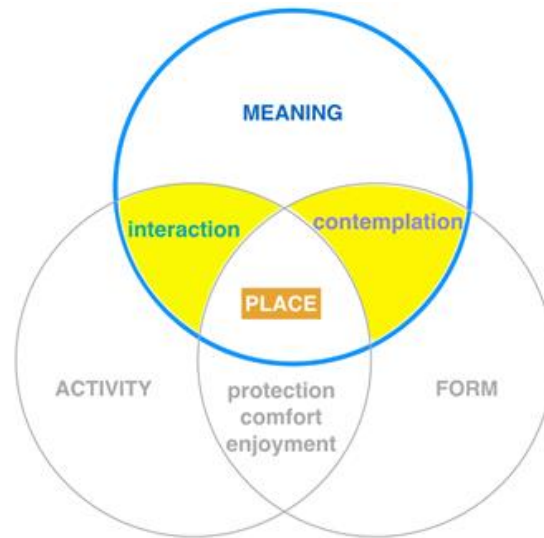 MEANING
interaction
contemplation
PLACE
ACTIVITY
protection
comfort
enjoyment
FORM